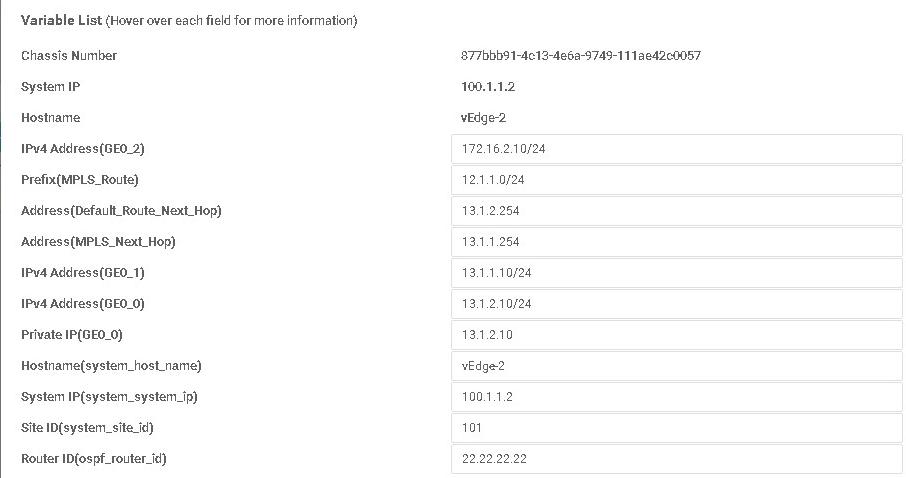 Variable List (Hover over each field for more information)
Chassis Number 877bbb91-4c13-4e6a-9749-111ae42c0057
System IP 100.1.1.2
Hostname vEdge-2
IPv4 Address(GE0_2) 172.16.2.10/24
Prefix(MPLS_Route) 12.1.1.0/24
Address(Default_Route_Next_Hop) 13.1.2.254
Address(MPLS_Next_Hop) 13.1.1.254
IPv4 Address(GE0_1) 13.1.1.10/24
IPv4 Address(GE0_0) 13.1.2.10/24
Private IP(GE0_0) 13.1.2.10
Hostname(system_host_name) vEdge-2
System IP(system_system_ip) 100.1.1.2
Site ID(system_site_id) 101
Router ID(ospf_router_id) 22.22.22.22